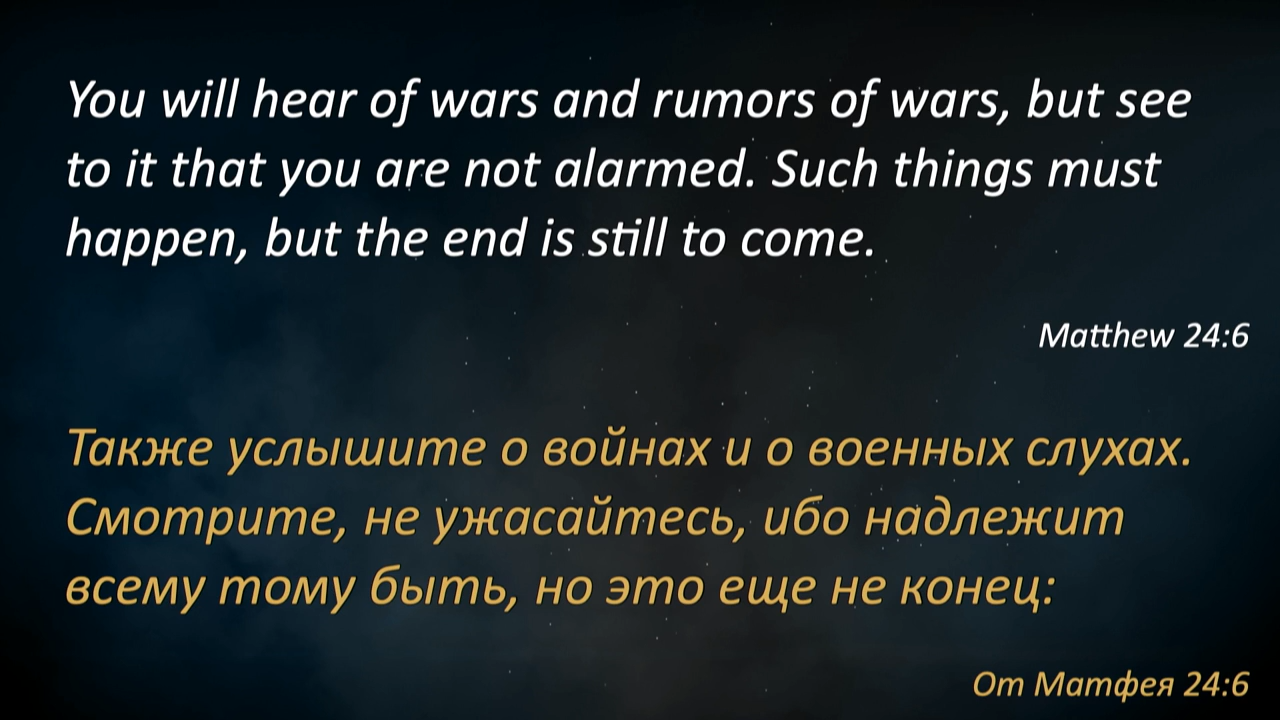 You will hear of wars and rumors of wars, but see
to it that you are not alarmed. Such things must
happen, but the end is still to come.
Matthew 24:6
Также услышите о войнах и о военных слухах.
Смотрите, не ужасайтесь, ибо надлежит
всему тому быть, но это еще не конец:
От Матфея 24:6